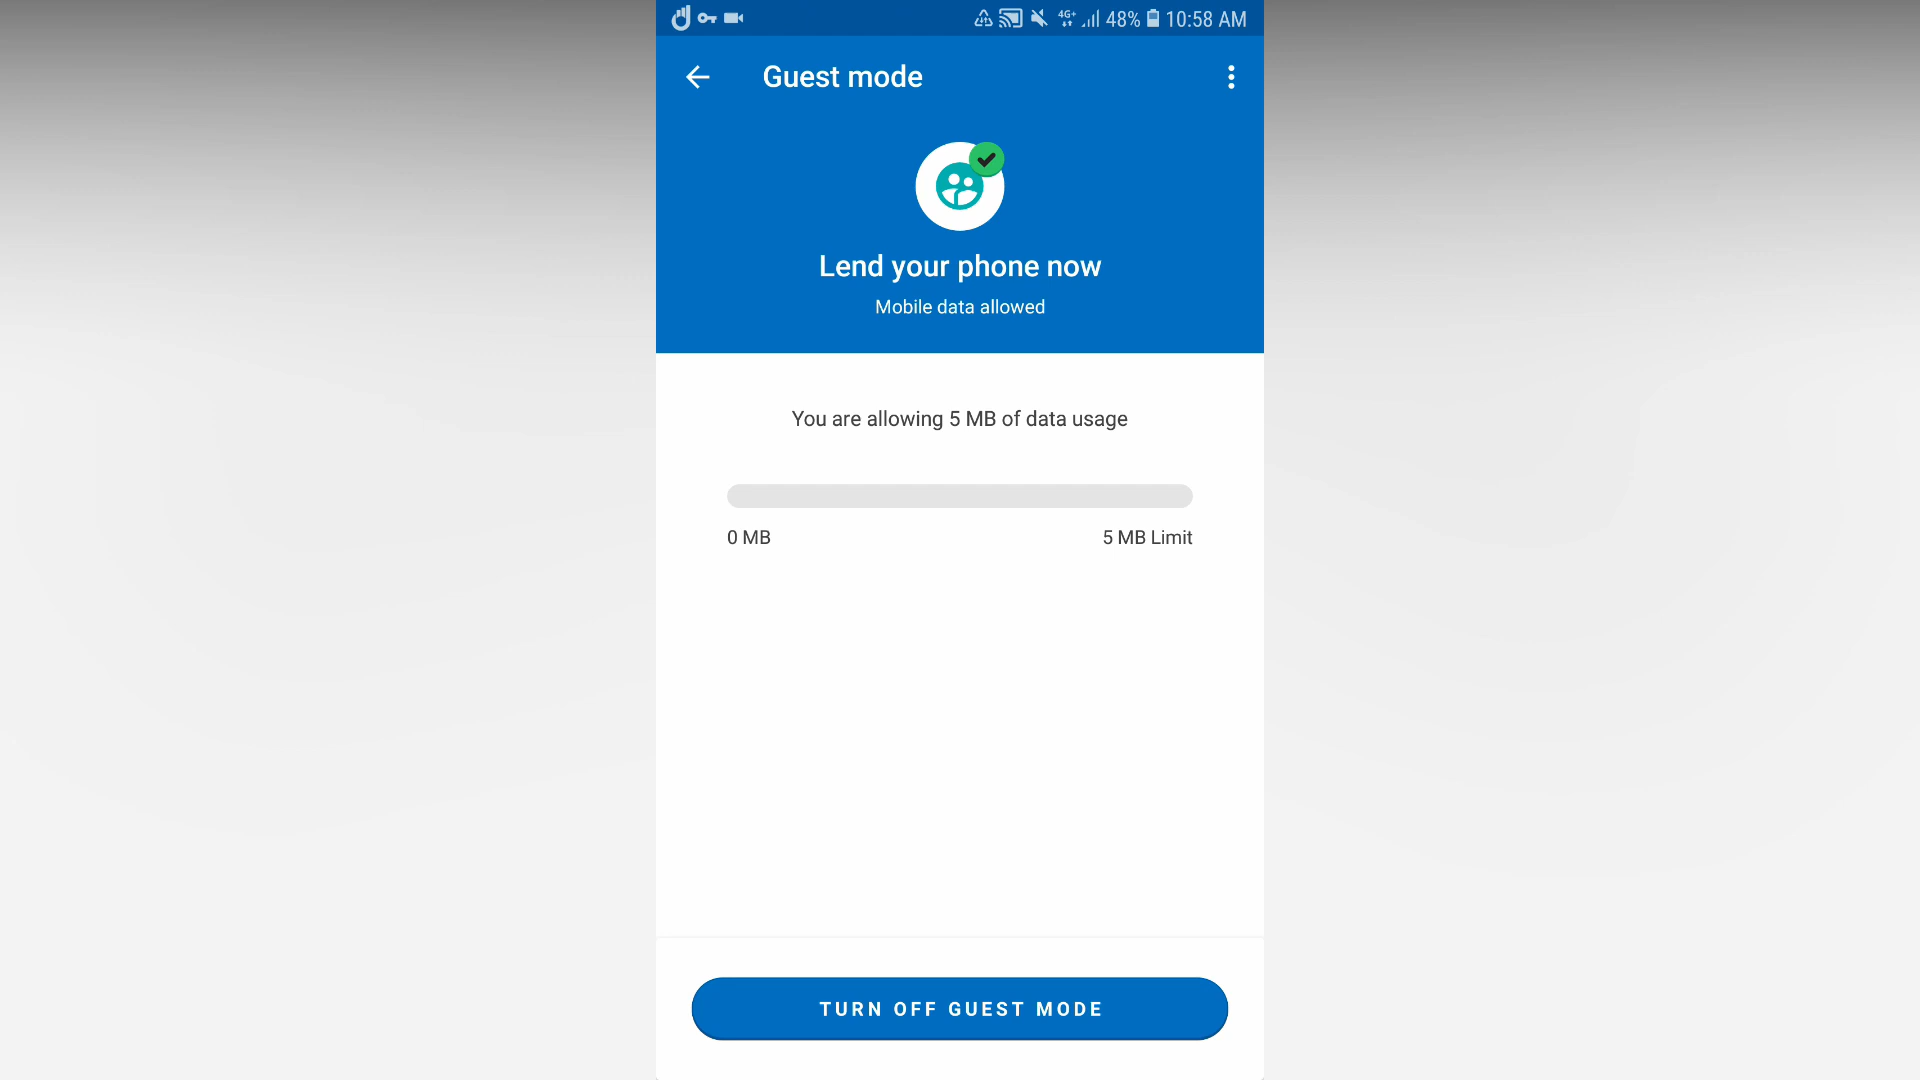 4G+ 48% 10:58 AM
Guest mode
Lend your phone now
Mobile data allowed
You are allowing 5 MB of data usage
0 MB 5 MB Limit
TURN OFF GUEST MODE